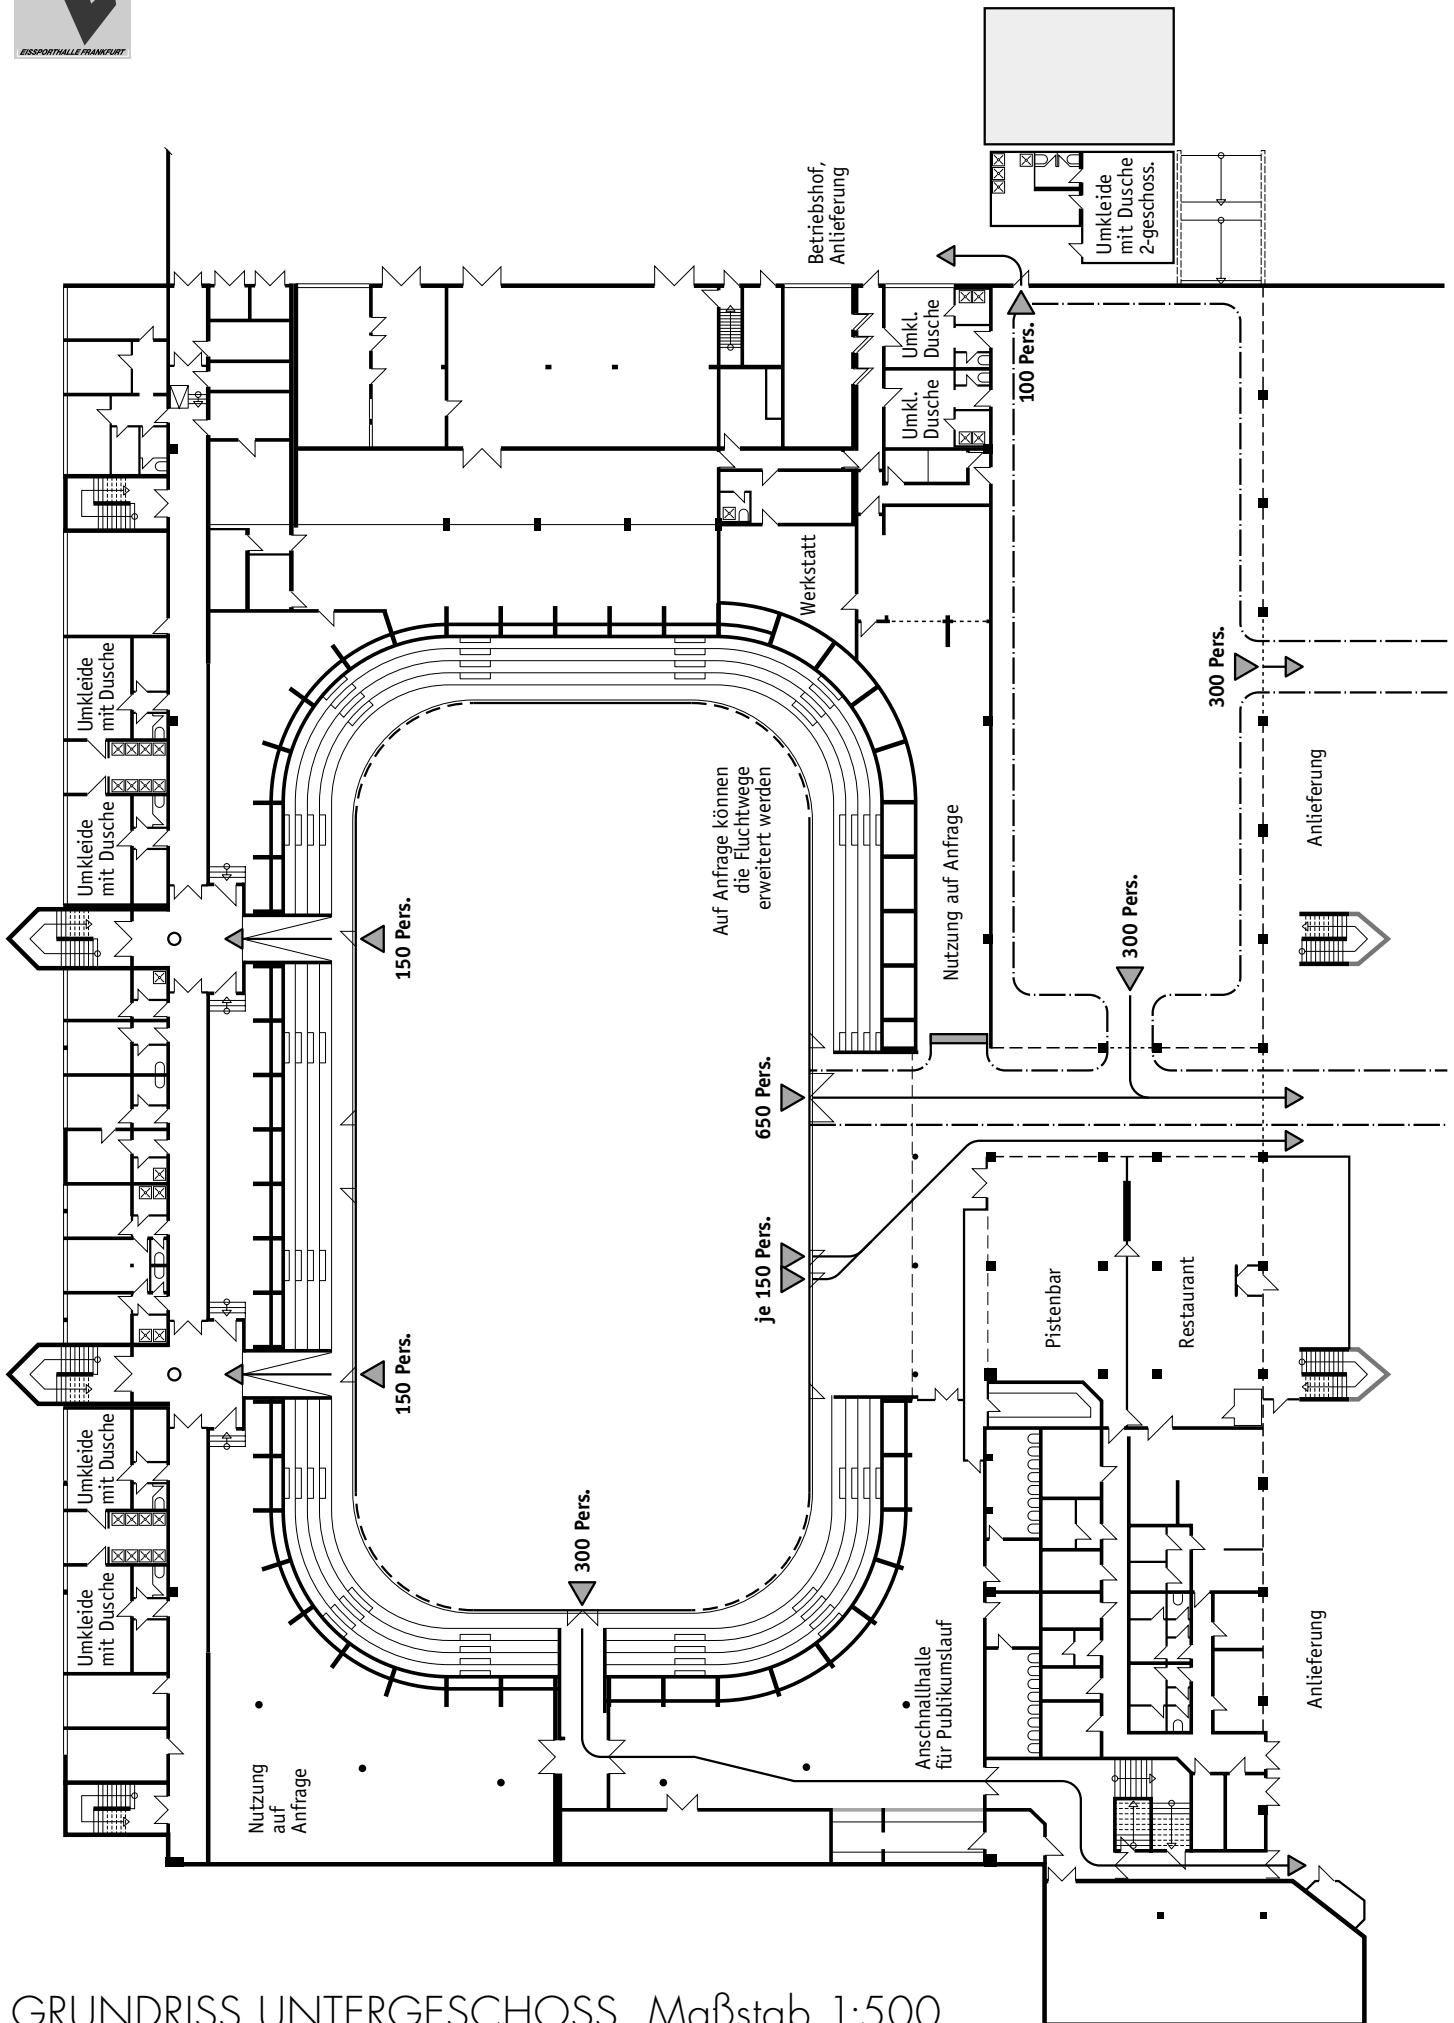 EISSPORTHALLE FRANKFURT
Betriebshof,
Anlieferung
Umkleide
mit Dusche
2-geschoss.
Umkl.
Dusche
Umkl.
Dusche
100 Pers.
Werkstatt
Umkleide
mit Dusche
300 Pers.
Umkleide
mit Dusche
Auf Anfrage können
die Fluchtwege
erweitert werden
Nutzung auf Anfrage
Anlieferung
150 Pers.
300 Pers.
650 Pers.
je 150 Pers.
Pistenbar
Restaurant
150 Pers.
Umkleide
mit Dusche
300 Pers.
Umkleide
mit Dusche
Anschnallhalle
für Publikumslauf
Anlieferung
Nutzung
auf
Anfrage
GRUNDRISS UNTERGESCHOSS Maßstab 1:500